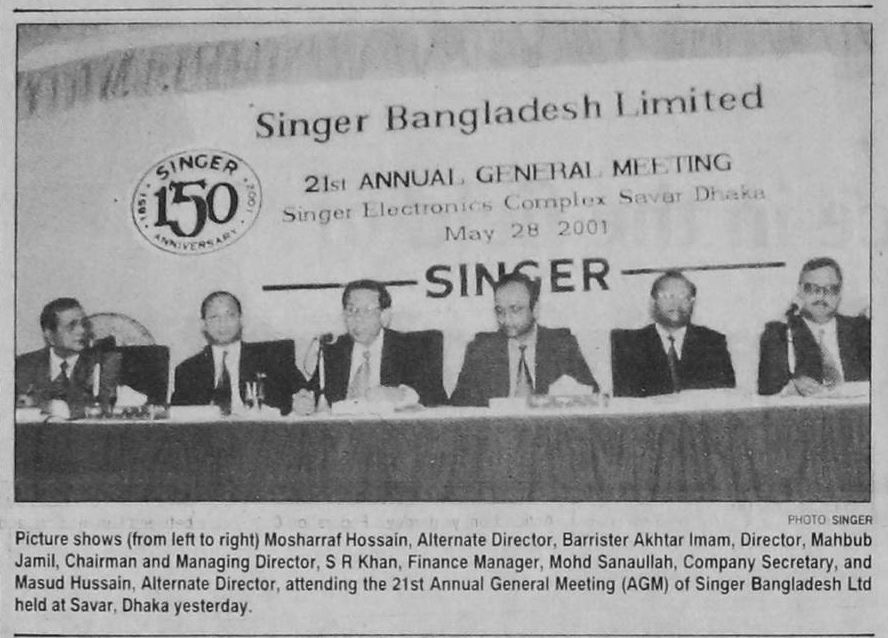 Singer Bangladesh Limited
SINGER
1851 · 150 · 2001
ANNIVERSARY
21st ANNUAL GENERAL MEETING
Singer Electronics Complex Savar Dhaka
May 28 2001
SINGER
PHOTO: SINGER
Picture shows (from left to right) Mosharraf Hossain, Alternate Director, Barrister Akhtar Imam, Director, Mahbub
Jamil, Chairman and Managing Director, S R Khan, Finance Manager, Mohd Sanaullah, Company Secretary, and
Masud Hussain, Alternate Director, attending the 21st Annual General Meeting (AGM) of Singer Bangladesh Ltd
held at Savar, Dhaka yesterday.